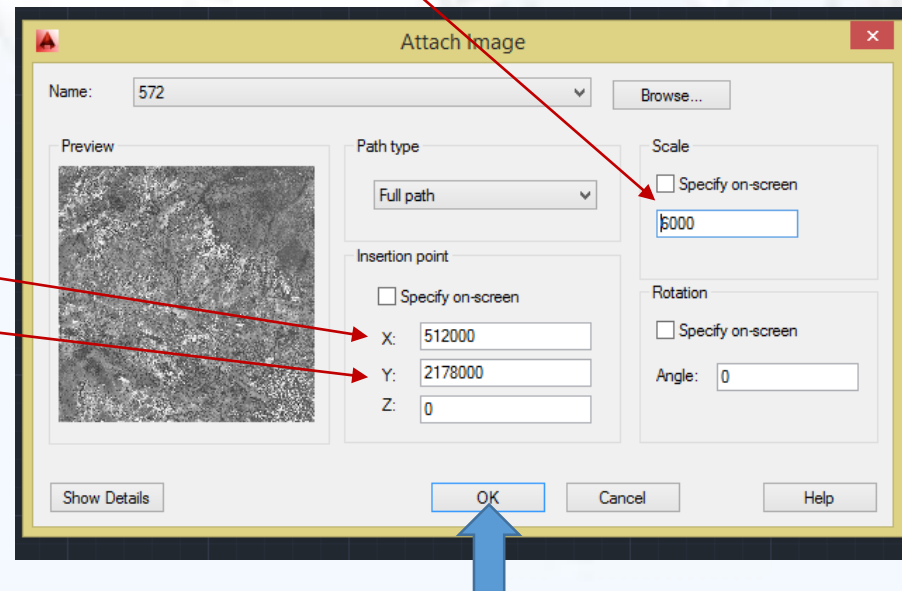 Attach Image
Name: 572 Browse...
Preview
Path type
Full path
Scale
Specify on-screen
6000
Insertion point
Specify on-screen
X: 512000
Y: 2178000
Z: 0
Rotation
Specify on-screen
Angle: 0
Show Details OK Cancel Help